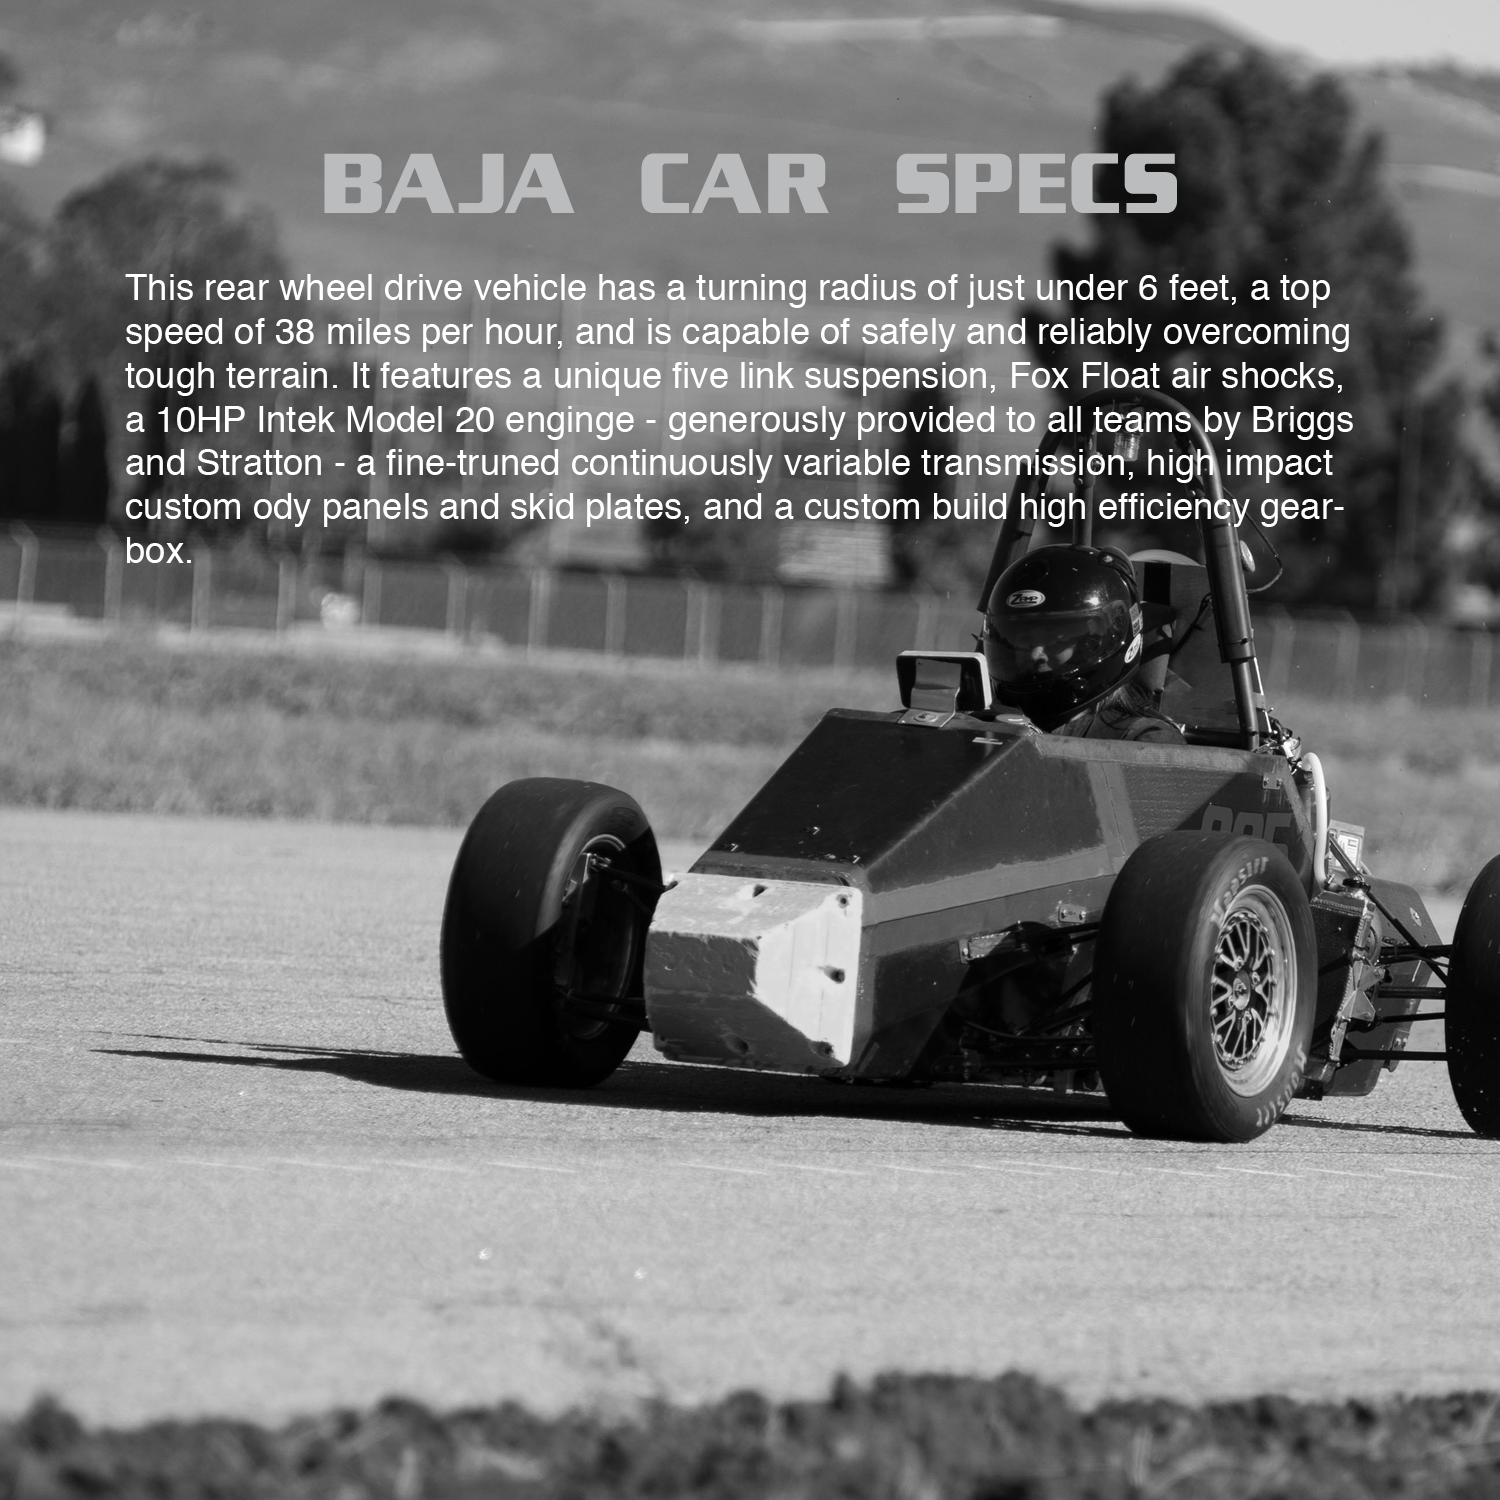 BAJA CAR SPECS
This rear wheel drive vehicle has a turning radius of just under 6 feet, a top
speed of 38 miles per hour, and is capable of safely and reliably overcoming
tough terrain. It features a unique five link suspension, Fox Float air shocks,
a 10HP Intek Model 20 enginge - generously provided to all teams by Briggs
and Stratton - a fine-truned continuously variable transmission, high impact
custom ody panels and skid plates, and a custom build high efficiency gear-
box.
Hoosier
Hoosier